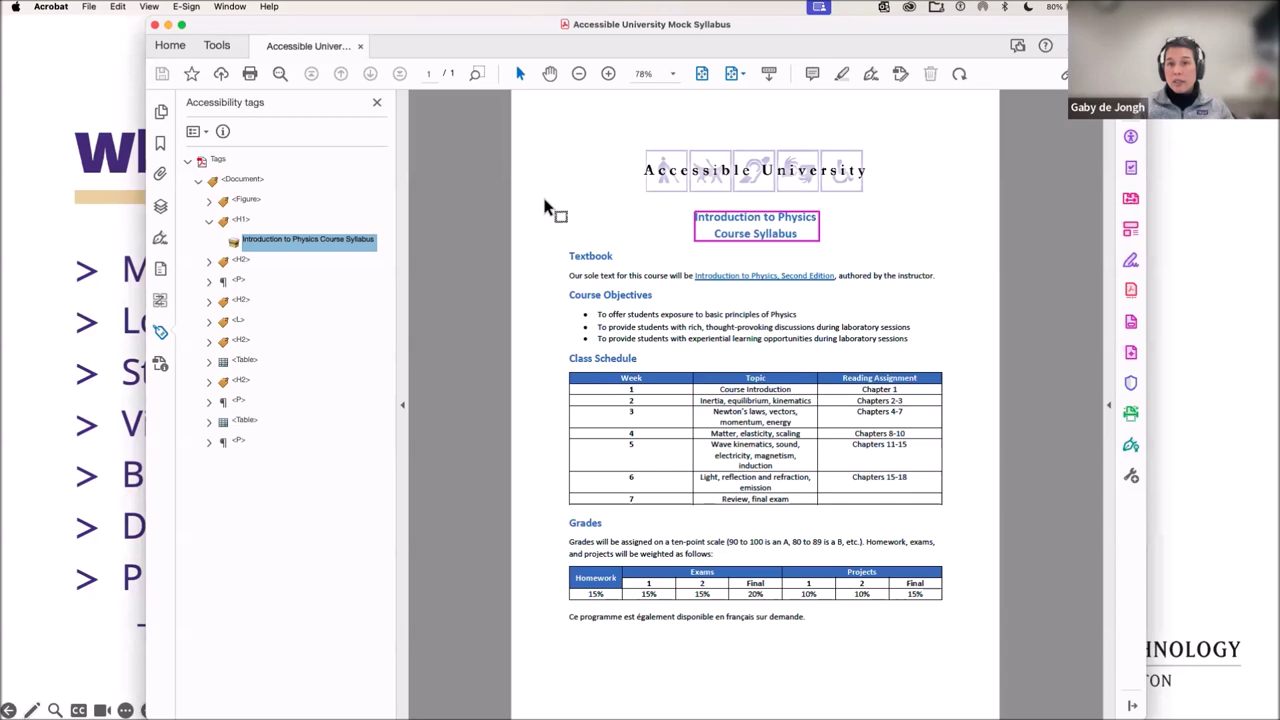 Acrobat File Edit View E-Sign Window Help
80%
Accessible University Mock Syllabus
Home Tools Accessible Univer... ×
1 / 1 78%
Gaby de Jongh
Accessibility tags
Tags
<Document>
<Figure>
<H1>
Introduction to Physics Course Syllabus
<H2>
<P>
<H2>
<L>
<H2>
<Table>
<H2>
<P>
<Table>
<P>
Accessible University
Introduction to Physics
Course Syllabus
Textbook
Our sole text for this course will be Introduction to Physics, Second Edition, authored by the instructor.
Course Objectives
• To offer students exposure to basic principles of Physics
• To provide students with rich, thought-provoking discussions during laboratory sessions
• To provide students with experiential learning opportunities during laboratory sessions
Class Schedule
Week Topic Reading Assignment
1 Course Introduction Chapter 1
2 Inertia, equilibrium, kinematics Chapters 2-3
3 Newton's laws, vectors, Chapters 4-7
momentum, energy
4 Matter, elasticity, scaling Chapters 8-10
5 Wave kinematics, sound, Chapters 11-15
electricity, magnetism,
induction
6 Light, reflection and refraction, Chapters 15-18
emission
7 Review, final exam
Grades
Grades will be assigned on a ten-point scale (90 to 100 is an A, 80 to 89 is a B, etc.). Homework, exams,
and projects will be weighted as follows:
Homework Exams Projects
1 2 Final 1 2 Final
15% 15% 15% 20% 10% 10% 15%
Ce programme est également disponible en français sur demande.
> M
> Lo
> St
> Vi
> B
> D
> P
HNOLOGY
TON
CC